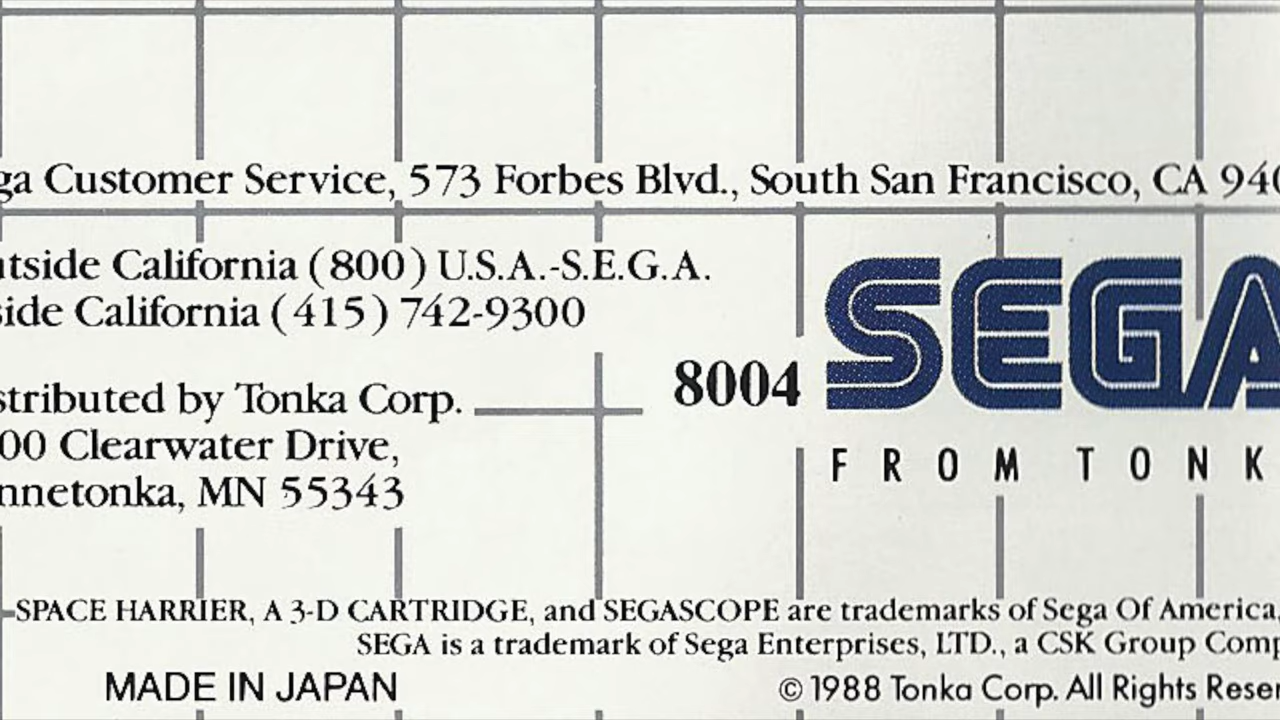 ga Customer Service, 573 Forbes Blvd., South San Francisco, CA 940
utside California (800) U.S.A.-S.E.G.A.
side California (415) 742-9300
8004 SEGA
stributed by Tonka Corp.
00 Clearwater Drive,
FROM TONK
nnetonka, MN 55343
SPACE HARRIER, A 3-D CARTRIDGE, and SEGASCOPE are trademarks of Sega Of America,
SEGA is a trademark of Sega Enterprises, LTD., a CSK Group Comp
MADE IN JAPAN
© 1988 Tonka Corp. All Rights Reser